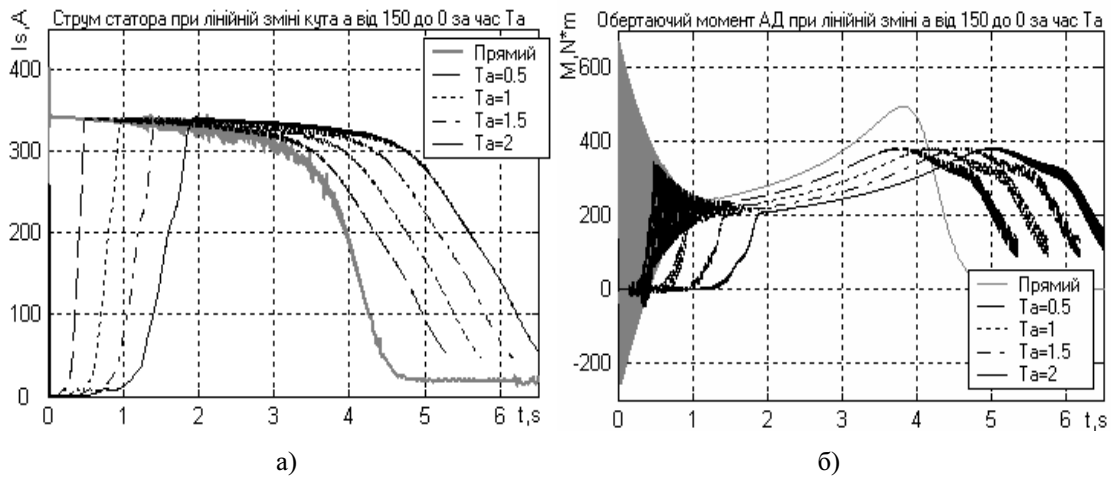 Струм статора при лінійній зміні кута а від 150 до 0 за час Та
Is,A
400
300
200
100
0
Прямий
Ta=0.5
Ta=1
Ta=1.5
Ta=2
0 1 2 3 4 5 6 t,s
а)
Обертаючий момент АД при лінійній зміні а від 150 до 0 за час Та
M,N*m
600
400
200
0
-200
Прямий
Ta=0.5
Ta=1
Ta=1.5
Ta=2
0 1 2 3 4 5 6 t,s
б)